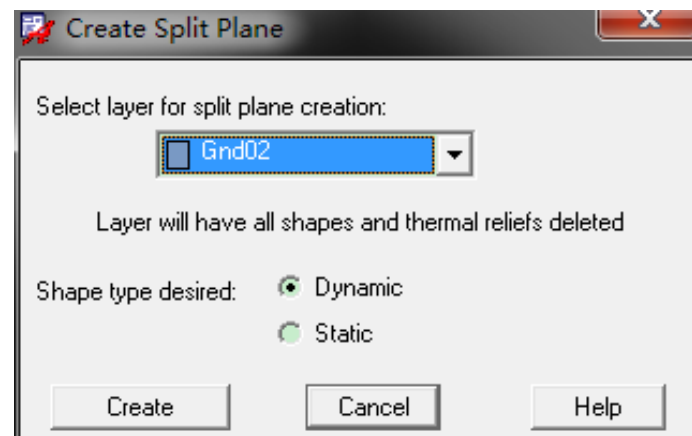 Create Split Plane
Select layer for split plane creation:
Gnd02
Layer will have all shapes and thermal reliefs deleted
Shape type desired: Dynamic
Static
Create Cancel Help